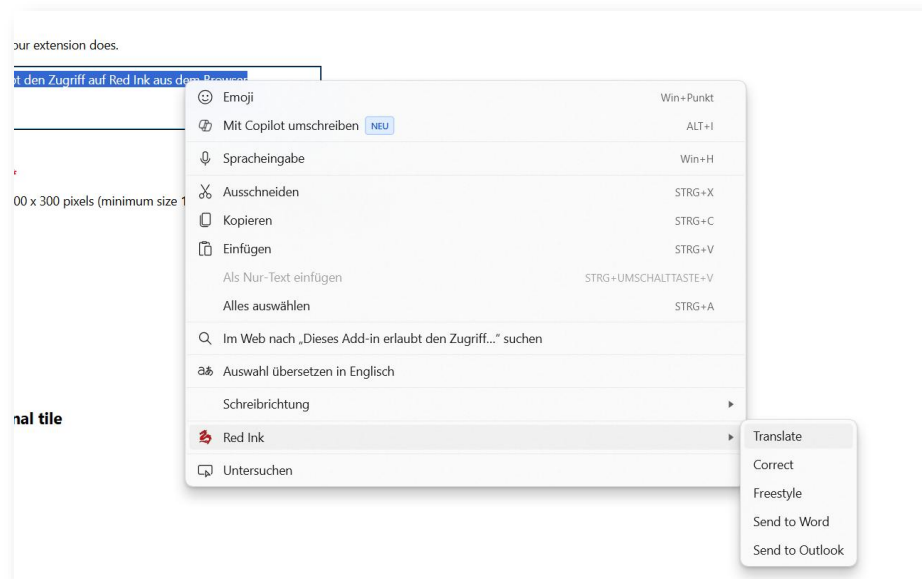 our extension does.
ot den Zugriff auf Red Ink aus dem Browser
Emoji Win+Punkt
Mit Copilot umschreiben NEU ALT+I
Spracheingabe Win+H
*
Ausschneiden STRG+X
00 x 300 pixels (minimum size 1
Kopieren STRG+C
Einfügen STRG+V
Als Nur-Text einfügen STRG+UMSCHALTTASTE+V
Alles auswählen STRG+A
Im Web nach „Dieses Add-in erlaubt den Zugriff...“ suchen
Auswahl übersetzen in Englisch
Schreibrichtung
nal tile
Red Ink
Untersuchen
Translate
Correct
Freestyle
Send to Word
Send to Outlook